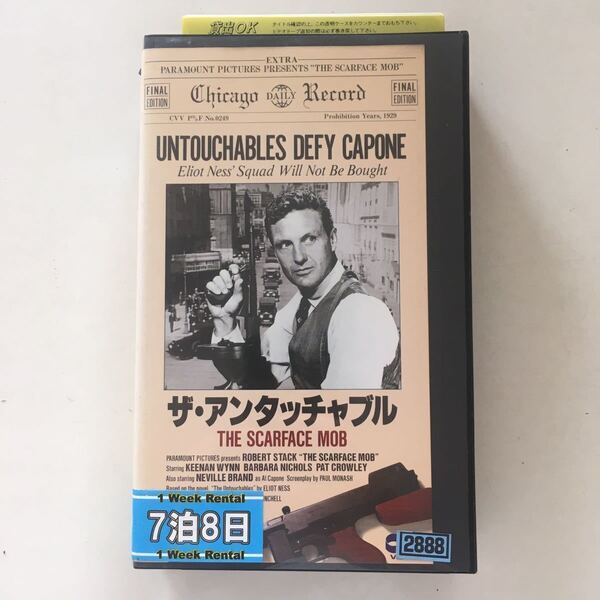 貸出OK
EXTRA
PARAMOUNT PICTURES PRESENTS "THE SCARFACE MOB"
FINAL EDITION
Chicago DAILY Record
FINAL EDITION
Prohibition Years, 1929
UNTOUCHABLES DEFY CAPONE
Eliot Ness' Squad Will Not Be Bought
ザ・アンタッチャブル
THE SCARFACE MOB
PARAMOUNT PICTURES presents ROBERT STACK "THE SCARFACE MOB"
Starring KEENAN WYNN BARBARA NICHOLS PAT CROWLEY
Also starring NEVILLE BRAND as Al Capone Screenplay by PAUL MONASH
Based on the novel "The Untouchables" by ELIOT NESS
NCHELL
1 Week Rental
7泊8日
1 Week Rental
2888